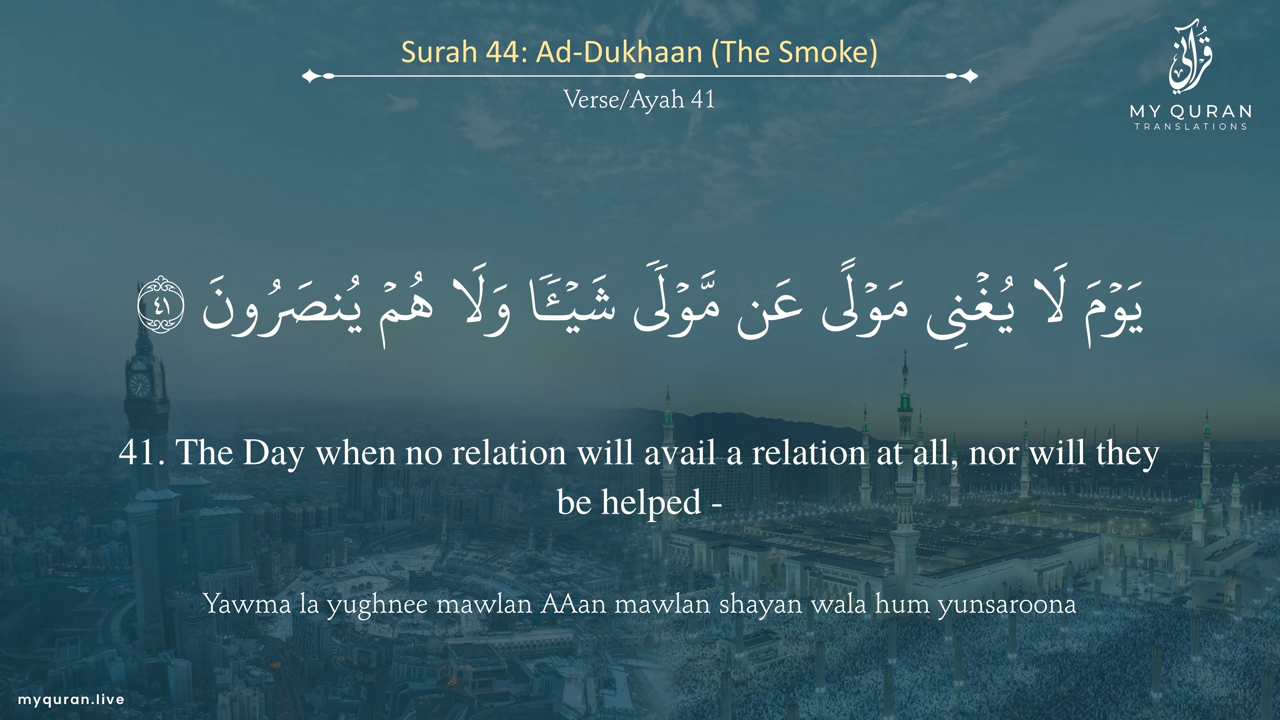 Surah 44: Ad-Dukhaan (The Smoke)
Verse/Ayah 41
قرآني
MY QURAN
TRANSLATIONS
يَوْمَ لَا يُغْنِى مَوْلًى عَن مَّوْلًى شَيْـًٔا وَلَا هُمْ يُنصَرُونَ ٤١
41. The Day when no relation will avail a relation at all, nor will they
be helped -
Yawma la yughnee mawlan AAan mawlan shayan wala hum yunsaroona
myquran.live